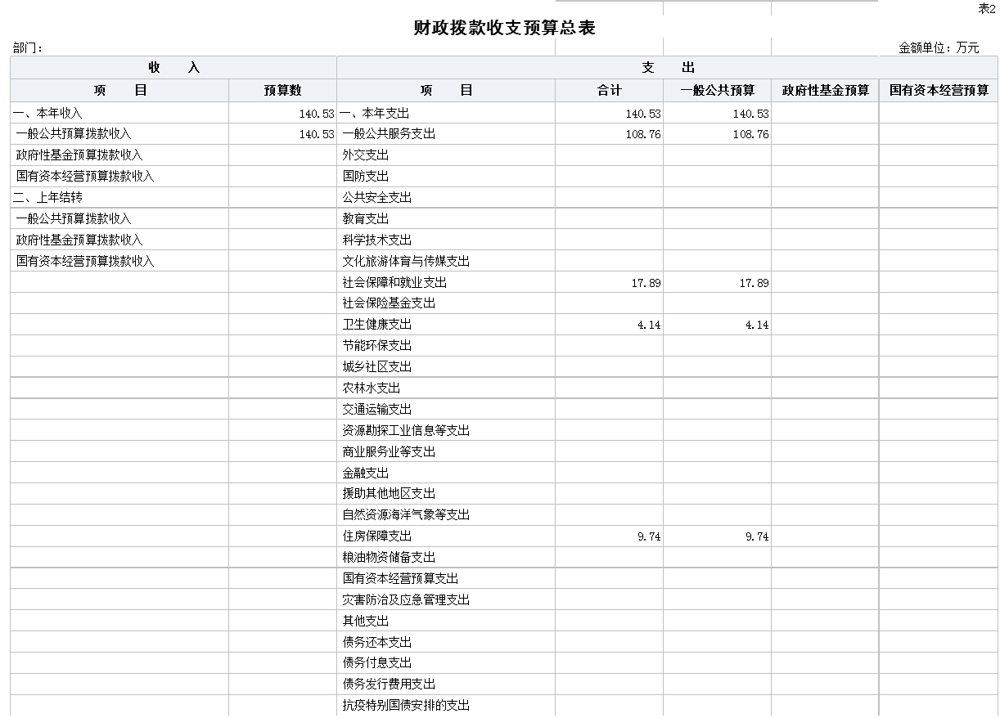 表2
财政拨款收支预算总表
部门： 金额单位：万元
收 入 支 出
项 目 预算数 项 目 合计 一般公共预算 政府性基金预算 国有资本经营预算
一、本年收入 140.53 一、本年支出 140.53 140.53
一般公共预算拨款收入 140.53 一般公共服务支出 108.76 108.76
政府性基金预算拨款收入 外交支出
国有资本经营预算拨款收入 国防支出
二、上年结转 公共安全支出
一般公共预算拨款收入 教育支出
政府性基金预算拨款收入 科学技术支出
国有资本经营预算拨款收入 文化旅游体育与传媒支出
社会保障和就业支出 17.89 17.89
社会保险基金支出
卫生健康支出 4.14 4.14
节能环保支出
城乡社区支出
农林水支出
交通运输支出
资源勘探工业信息等支出
商业服务业等支出
金融支出
援助其他地区支出
自然资源海洋气象等支出
住房保障支出 9.74 9.74
粮油物资储备支出
国有资本经营预算支出
灾害防治及应急管理支出
其他支出
债务还本支出
债务付息支出
债务发行费用支出
抗疫特别国债安排的支出